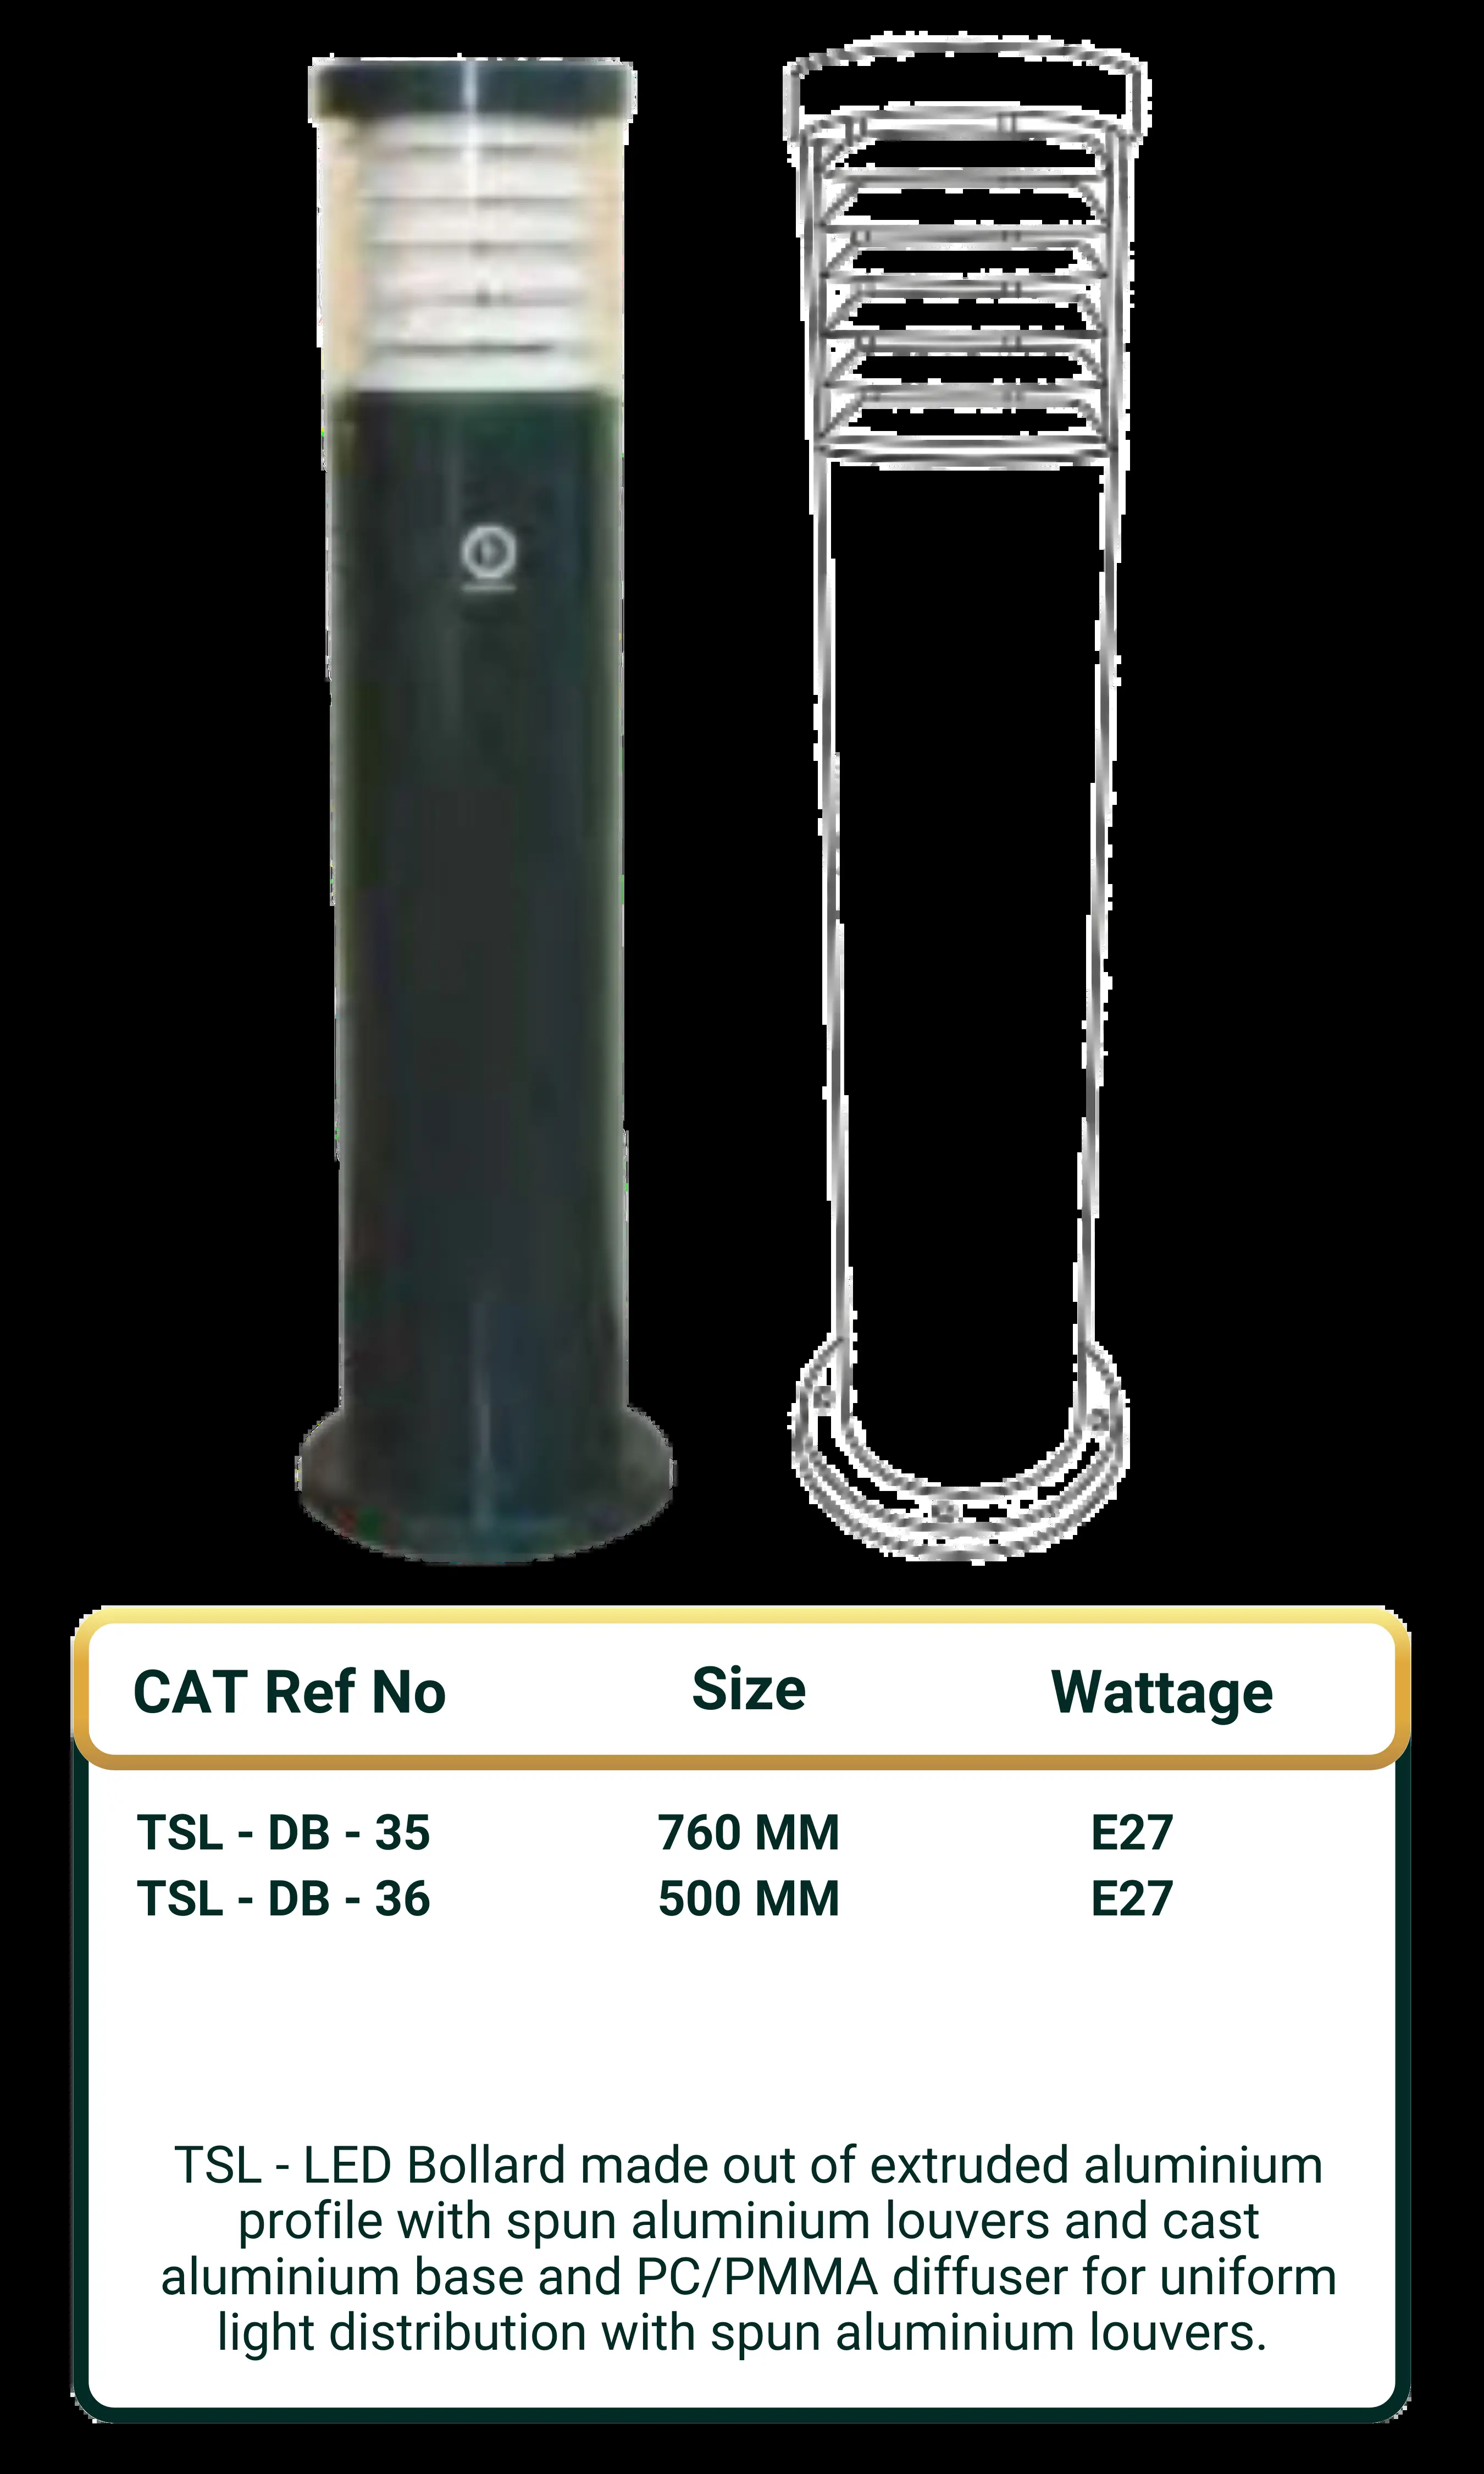 CAT Ref No Size Wattage
TSL - DB - 35 760 MM E27
TSL - DB - 36 500 MM E27
TSL - LED Bollard made out of extruded aluminium
profile with spun aluminium louvers and cast
aluminium base and PC/PMMA diffuser for uniform
light distribution with spun aluminium louvers.